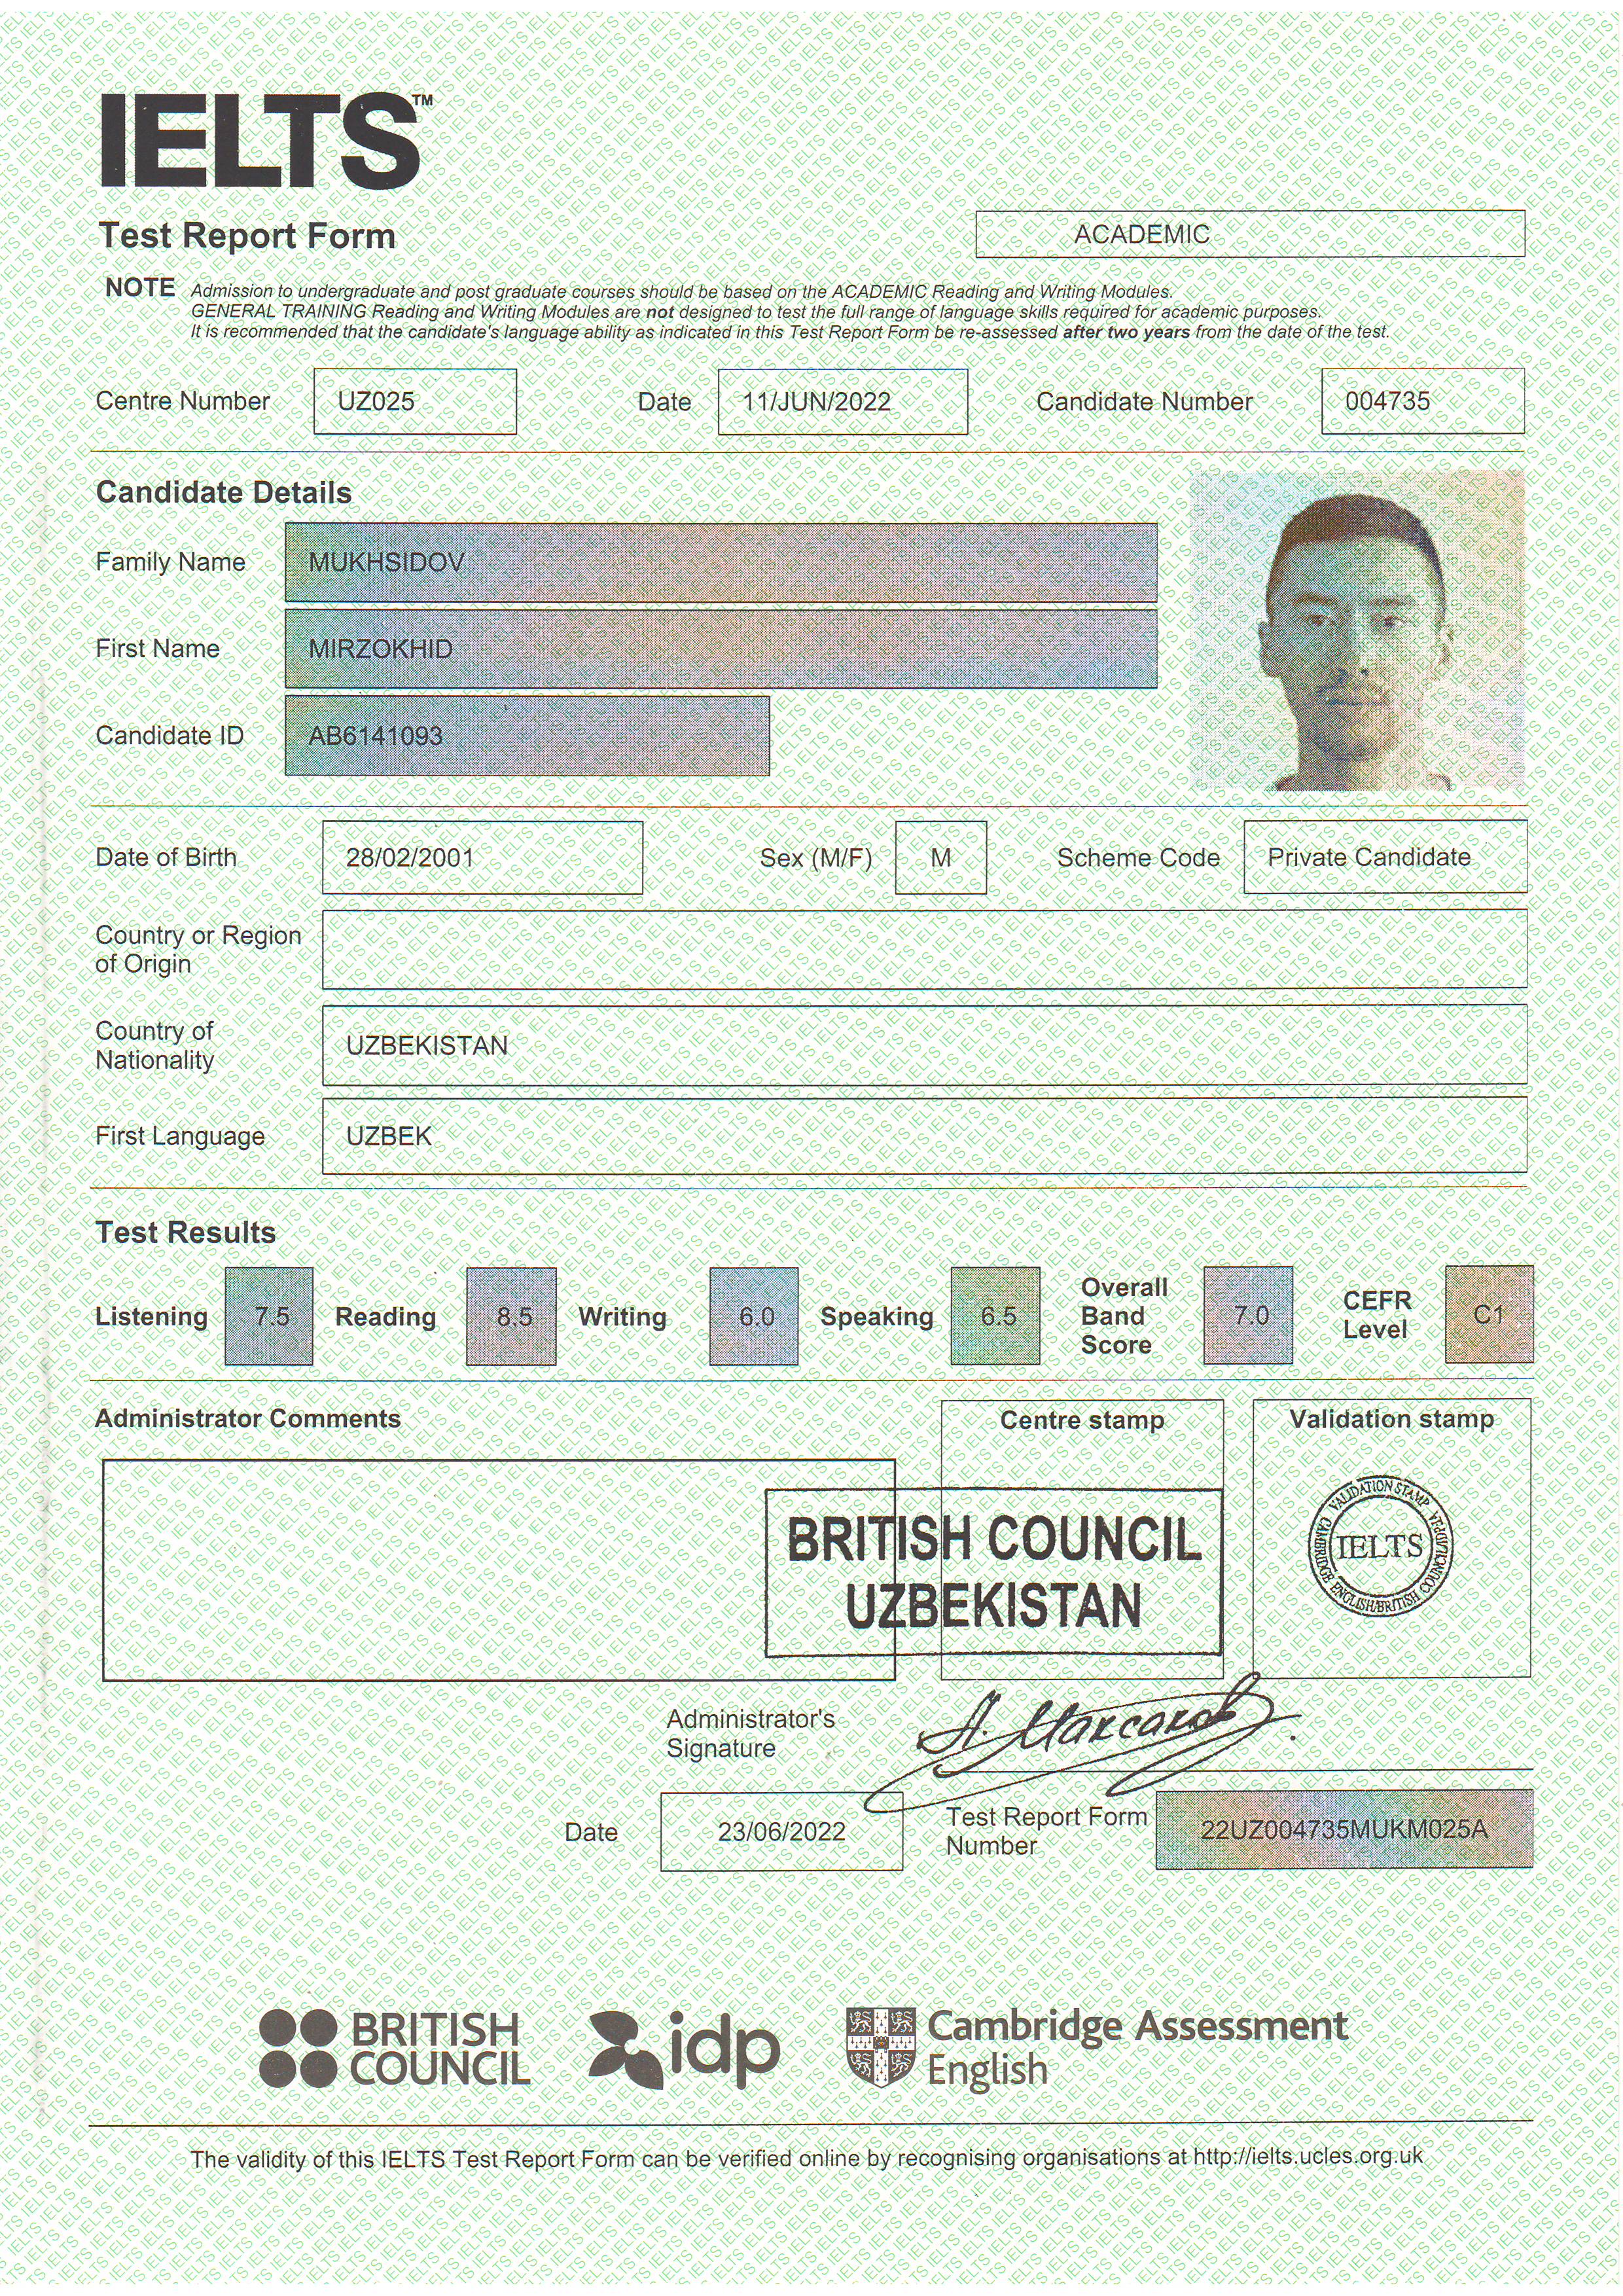 IELTS™
Test Report Form
ACADEMIC
NOTE Admission to undergraduate and post graduate courses should be based on the ACADEMIC Reading and Writing Modules.
GENERAL TRAINING Reading and Writing Modules are not designed to test the full range of language skills required for academic purposes.
It is recommended that the candidate's language ability as indicated in this Test Report Form be re-assessed after two years from the date of the test.
Centre Number UZ025 Date 11/JUN/2022 Candidate Number 004735
Candidate Details
Family Name MUKHSIDOV
First Name MIRZOKHID
Candidate ID AB6141093
Date of Birth 28/02/2001 Sex (M/F) M Scheme Code Private Candidate
Country or Region
of Origin
Country of
Nationality
UZBEKISTAN
First Language UZBEK
Test Results
Listening 7.5 Reading 8.5 Writing 6.0 Speaking 6.5
Overall
Band
Score
7.0
CEFR
Level
C1
Administrator Comments
Centre stamp
BRITISH COUNCIL
UZBEKISTAN
Validation stamp
VALIDATION STAMP
CAMBRIDGE ENGLISH/BRITISH COUNCIL/IDP:IA
IELTS
Administrator's
Signature
Date 23/06/2022
Test Report Form
Number
22UZ004735MUKM025A
BRITISH
COUNCIL
idp
Cambridge Assessment
English
The validity of this IELTS Test Report Form can be verified online by recognising organisations at http://ielts.ucles.org.uk